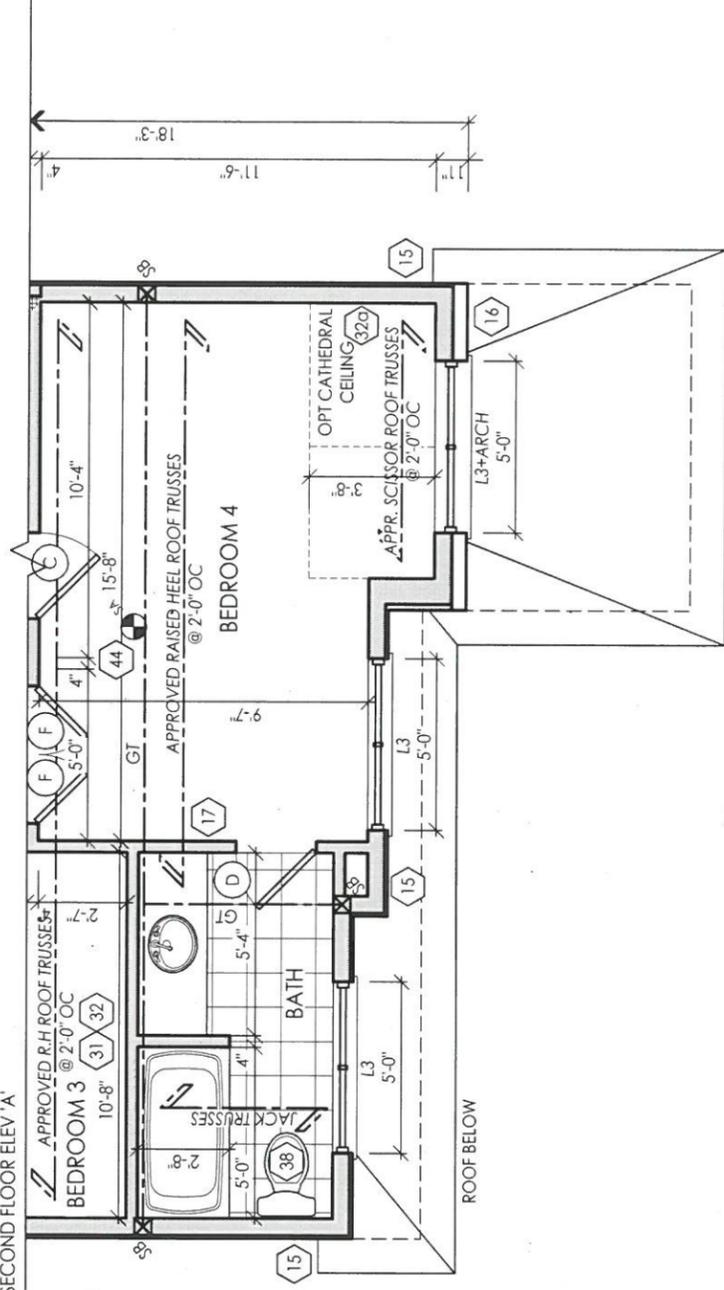 SECOND FLOOR ELEV 'A'
APPROVED R.H ROOF TRUSSES
@ 2'-0" OC
BEDROOM 3
31
32
10'-8"
2'-7"
F
F
5'-0"
4"
44
C
15'-8"
10'-4"
GT
SB
APPROVED RAISED HEEL ROOF TRUSSES
@ 2'-0" OC
BEDROOM 4
17
9'-7"
OPT CATHEDRAL
CEILING
32a
APPR. SCISSOR ROOF TRUSSES
@ 2'-0" OC
3'-8"
4"
11'-6"
11"
18'-3"
15
16
L3+ARCH
5'-0"
L3
5'-0"
SB
15
D
GT
5'-4"
BATH
4"
2'-8"
5'-0"
JACK TRUSSES
38
SB
15
L3
5'-0"
ROOF BELOW